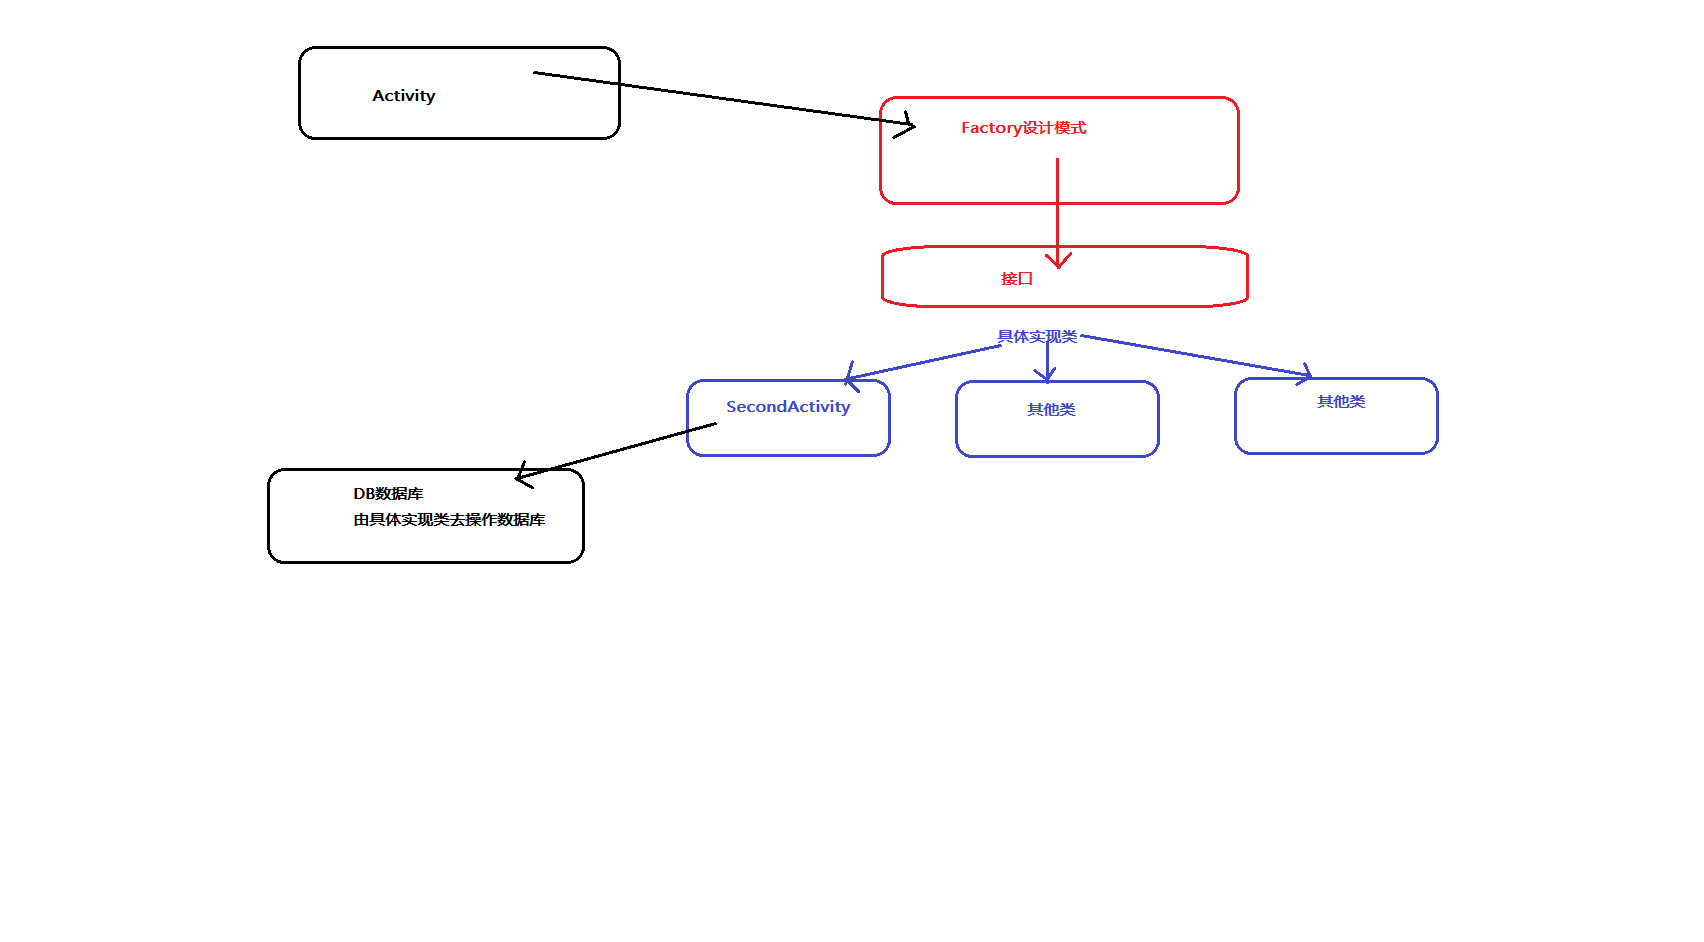 Activity
Factory设计模式
接口
具体实现类
SecondActivity
其他类
其他类
DB数据库
由具体实现类去操作数据库